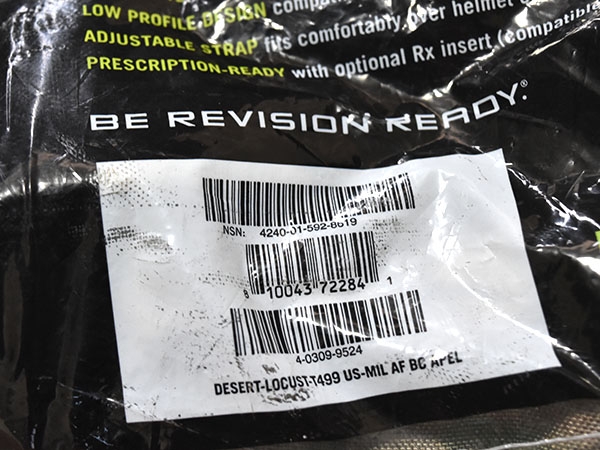 LOW PROFILE DESIGN
ADJUSTABLE STRAP fits comfortably over helmet
PRESCRIPTION-READY with optional Rx insert (compatible
BE REVISION READY.®
NSN: 4240-01-592-8619
8 10043 72284 1
4-0309-9524
DESERT-LOCUST-T499 US-MIL AF BC APEL